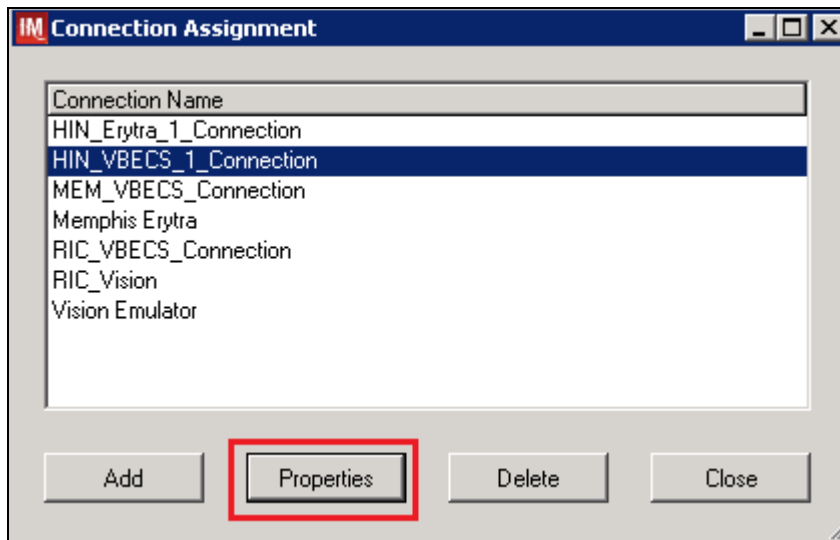 IM Connection Assignment
Connection Name
HIN_Erytra_1_Connection
HIN_VBECS_1_Connection
MEM_VBECS_Connection
Memphis Erytra
RIC_VBECS_Connection
RIC_Vision
Vision Emulator
Add Properties Delete Close